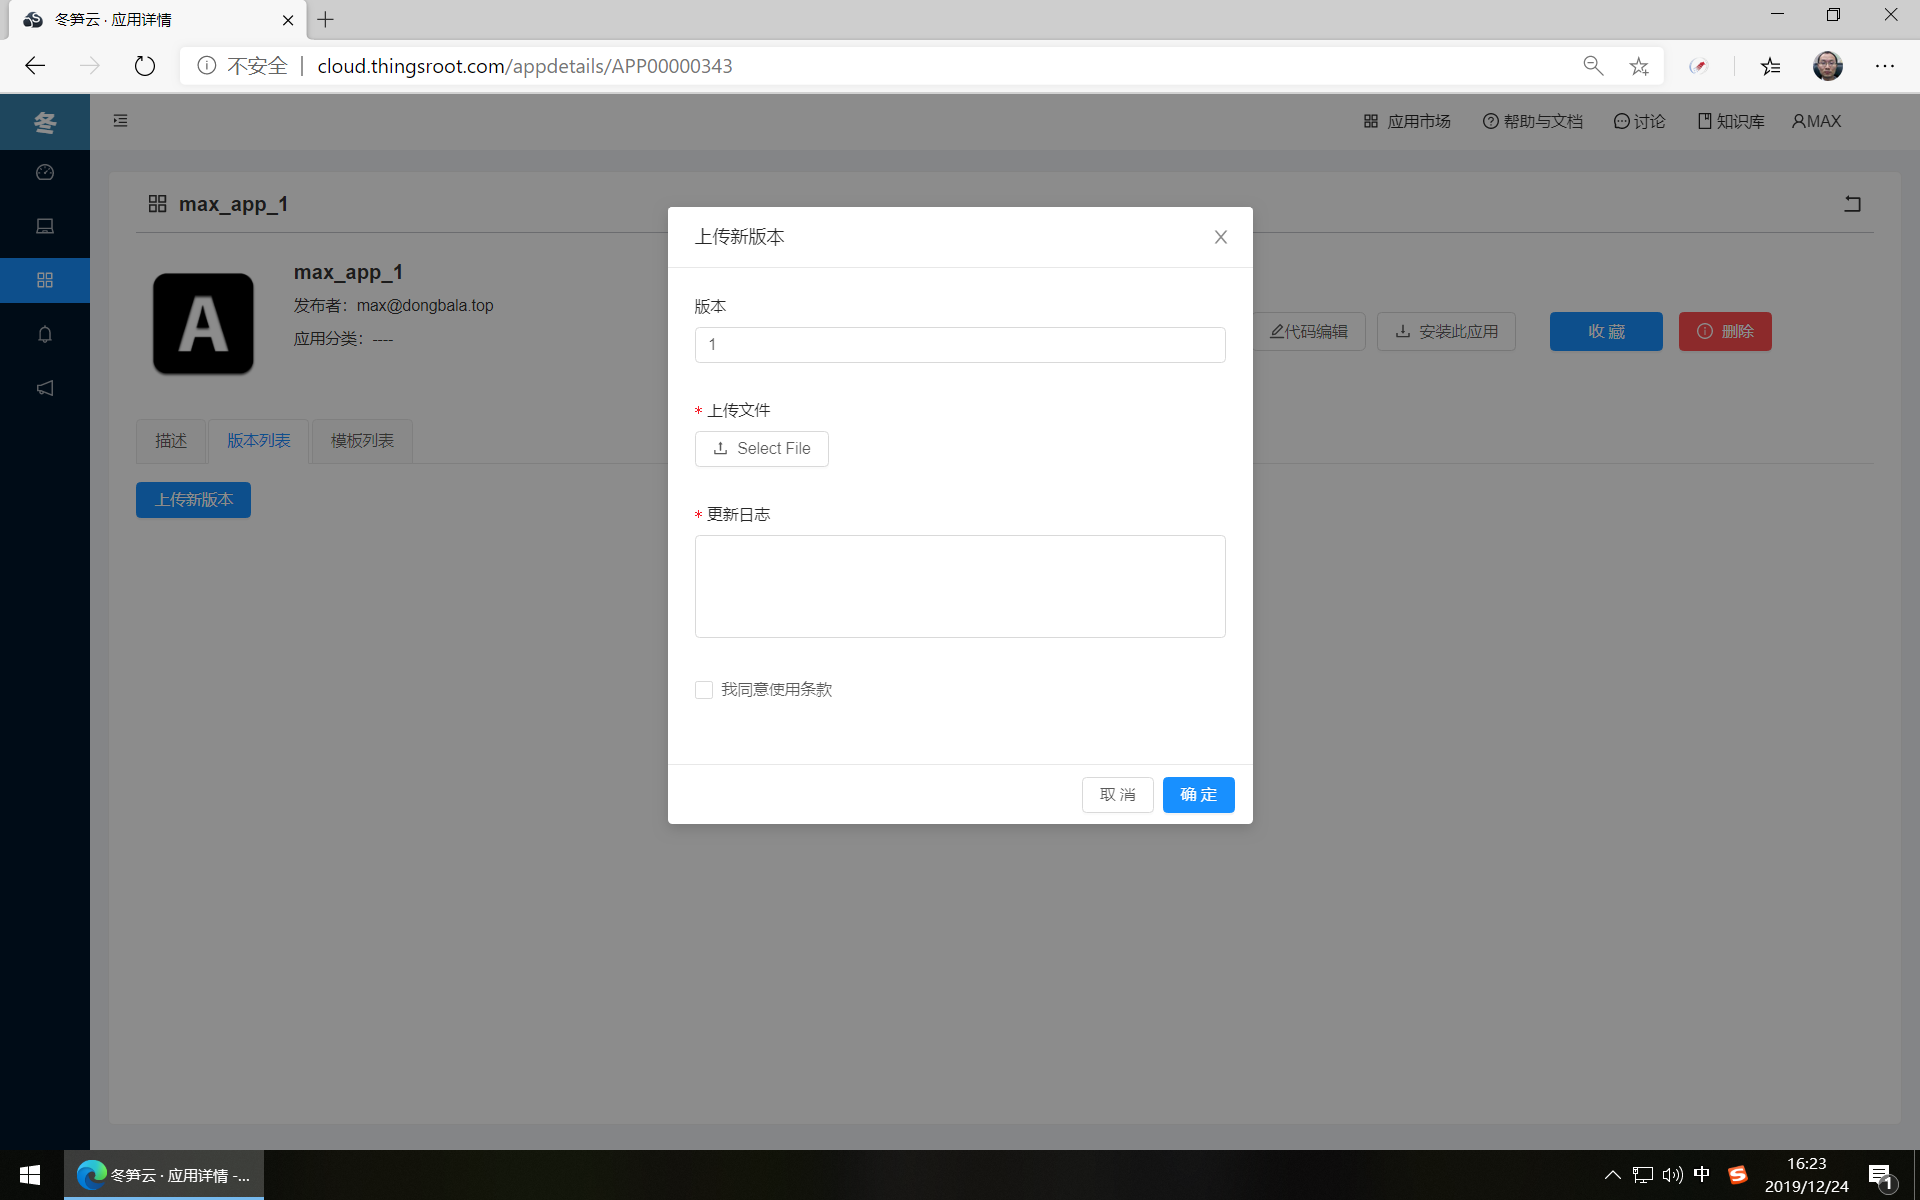 冬笋云 · 应用详情
不安全
cloud.thingsroot.com/appdetails/APP00000343
冬
应用市场
帮助与文档
讨论
知识库
MAX
max_app_1
A
max_app_1
发布者：max@dongbala.top
应用分类：----
代码编辑
安装此应用
收 藏
删除
描述
版本列表
模板列表
上传新版本
上传新版本
版本
1
* 上传文件
Select File
* 更新日志
我同意使用条款
取 消
确 定
冬笋云 · 应用详情 -...
中
S
16:23
2019/12/24
1